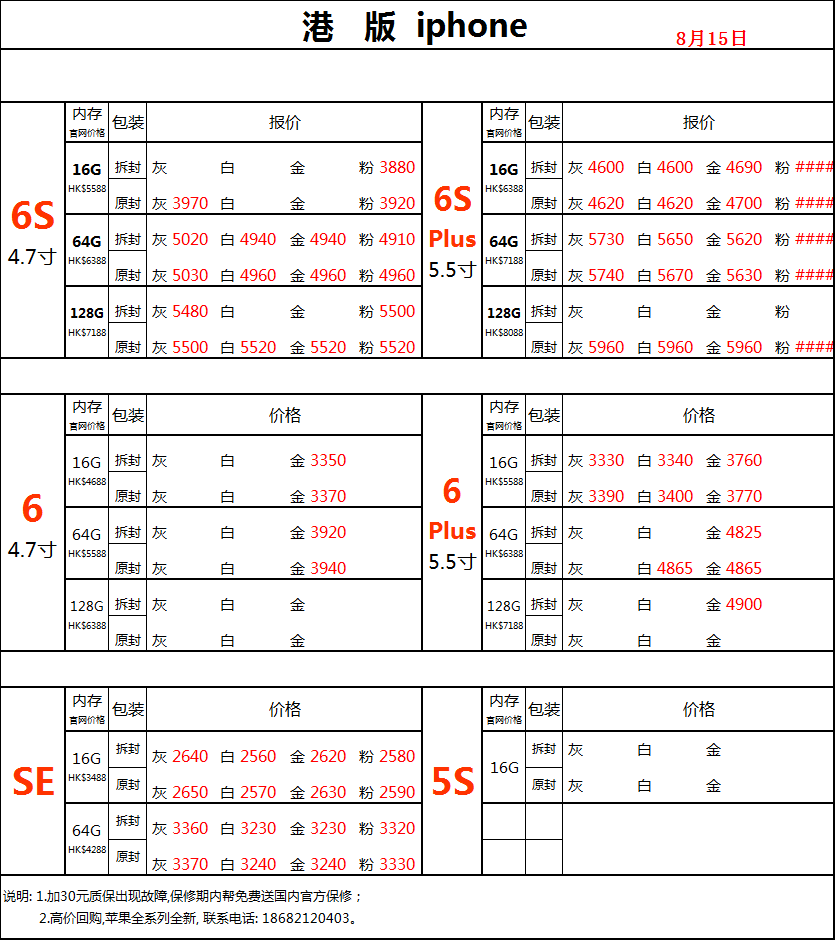 港 版 iphone
8月15日
内存 官网价格 包装 报价 内存 官网价格 包装 报价
6S 4.7寸
16G HK$5588 拆封 灰 白 金 粉 3880
原封 灰 3970 白 金 粉 3920
64G HK$6388 拆封 灰 5020 白 4940 金 4940 粉 4910
原封 灰 5030 白 4960 金 4960 粉 4960
128G HK$7188 拆封 灰 5480 白 金 粉 5500
原封 灰 5500 白 5520 金 5520 粉 5520
6S Plus 5.5寸
16G HK$6388 拆封 灰 4600 白 4600 金 4690 粉 ####
原封 灰 4620 白 4620 金 4700 粉 ####
64G HK$7188 拆封 灰 5730 白 5650 金 5620 粉 ####
原封 灰 5740 白 5670 金 5630 粉 ####
128G HK$8088 拆封 灰 白 金 粉
原封 灰 5960 白 5960 金 5960 粉 ####
内存 官网价格 包装 价格 内存 官网价格 包装 价格
6 4.7寸
16G HK$4688 拆封 灰 白 金 3350
原封 灰 白 金 3370
64G HK$5588 拆封 灰 白 金 3920
原封 灰 白 金 3940
128G HK$6388 拆封 灰 白 金
原封 灰 白 金
6 Plus 5.5寸
16G HK$5588 拆封 灰 3330 白 3340 金 3760
原封 灰 3390 白 3400 金 3770
64G HK$6388 拆封 灰 白 金 4825
原封 灰 白 4865 金 4865
128G HK$7188 拆封 灰 白 金 4900
原封 灰 白 金
内存 官网价格 包装 价格 内存 官网价格 包装 价格
SE
16G HK$3488 拆封 灰 2640 白 2560 金 2620 粉 2580
原封 灰 2650 白 2570 金 2630 粉 2590
64G HK$4288 拆封 灰 3360 白 3230 金 3230 粉 3320
原封 灰 3370 白 3240 金 3240 粉 3330
5S
16G 拆封 灰 白 金
原封 灰 白 金
说明: 1.加30元质保出现故障,保修期内帮免费送国内官方保修；
2.高价回购,苹果全系列全新, 联系电话: 18682120403。